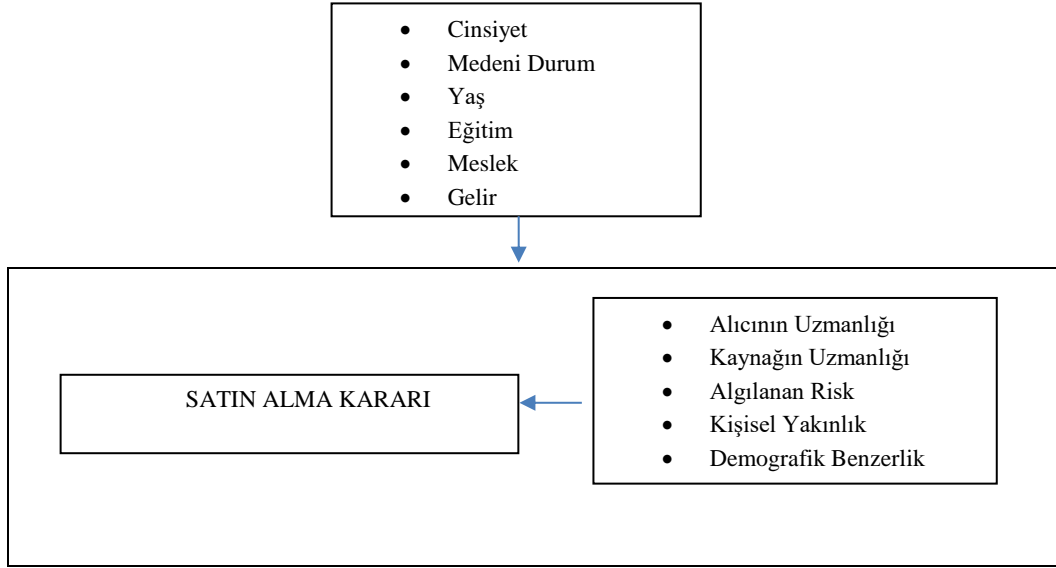 • Cinsiyet
• Medeni Durum
• Yaş
• Eğitim
• Meslek
• Gelir
• Alıcının Uzmanlığı
• Kaynağın Uzmanlığı
• Algılanan Risk
• Kişisel Yakınlık
• Demografik Benzerlik
SATIN ALMA KARARI